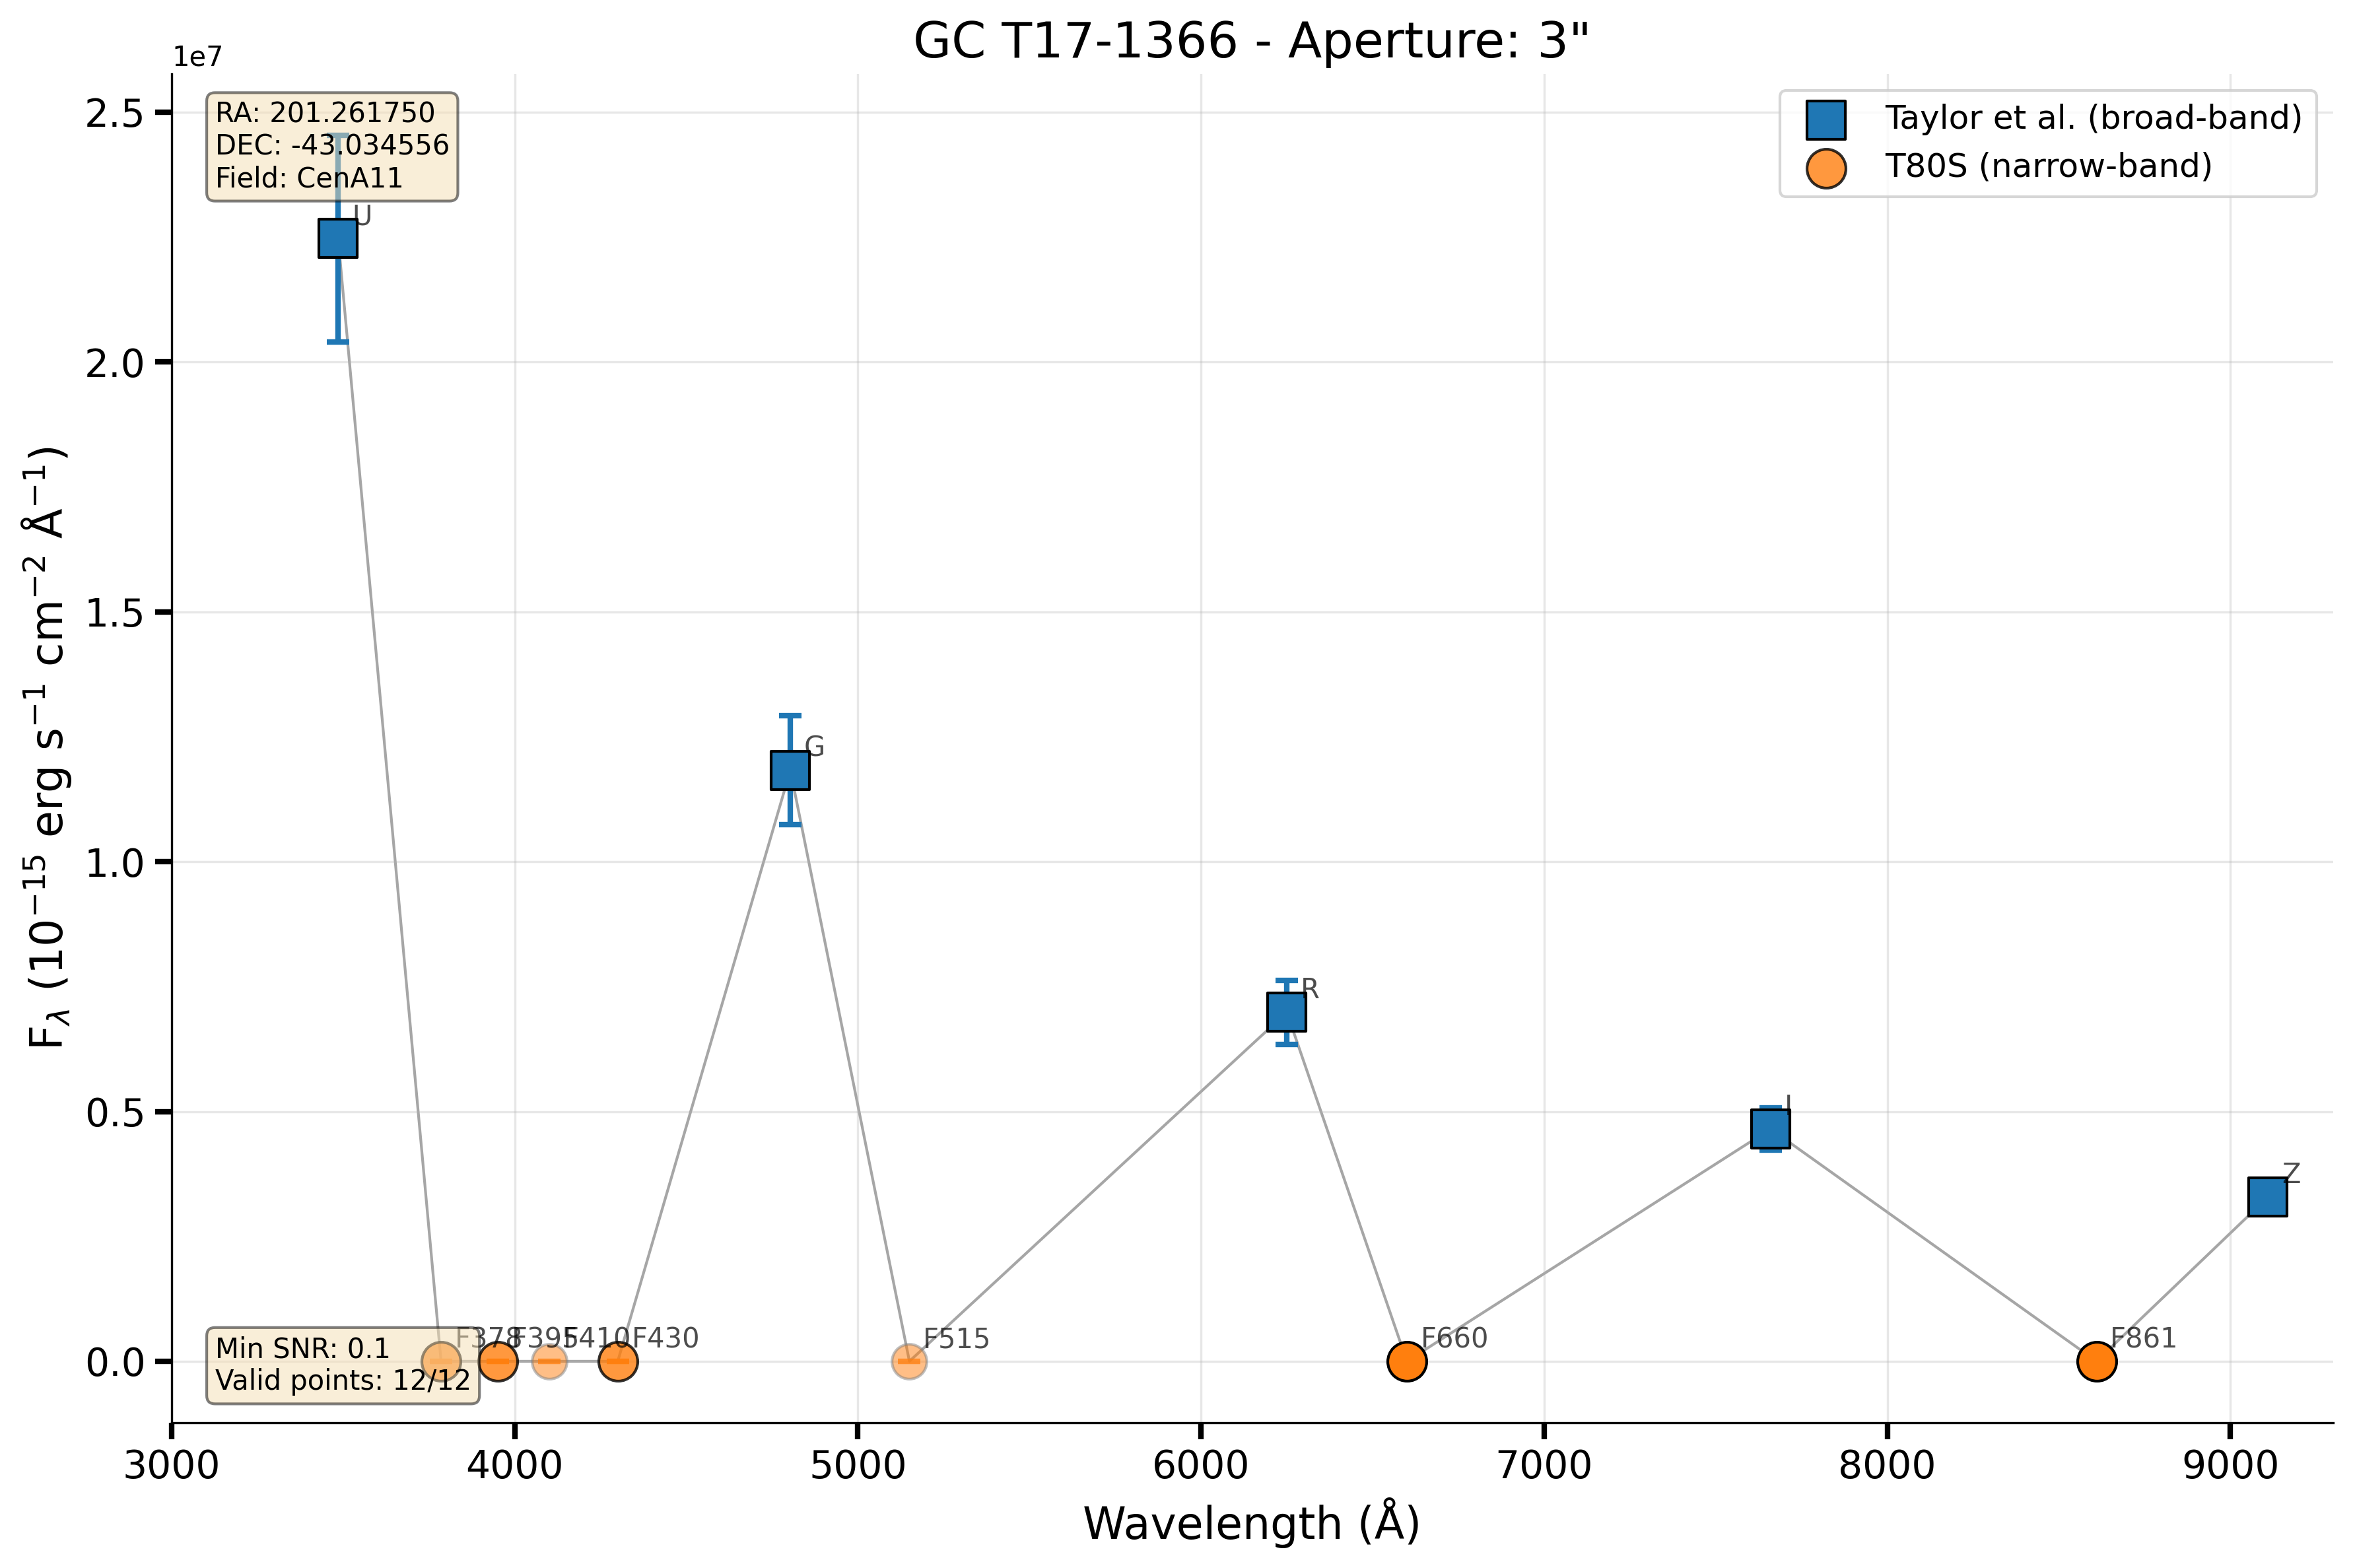 GC T17-1366 - Aperture: 3"
1e7
2.5
2.0
1.5
1.0
0.5
0.0
F$_{\lambda}$ (10$^{-15}$ erg s$^{-1}$ cm$^{-2}$ Å$^{-1}$)
RA: 201.261750
DEC: -43.034556
Field: CenA11
Taylor et al. (broad-band)
T80S (narrow-band)
U
G
R
I
Z
F378
F395
F410
F430
F515
F660
F861
Min SNR: 0.1
Valid points: 12/12
3000
4000
5000
6000
7000
8000
9000
Wavelength (Å)